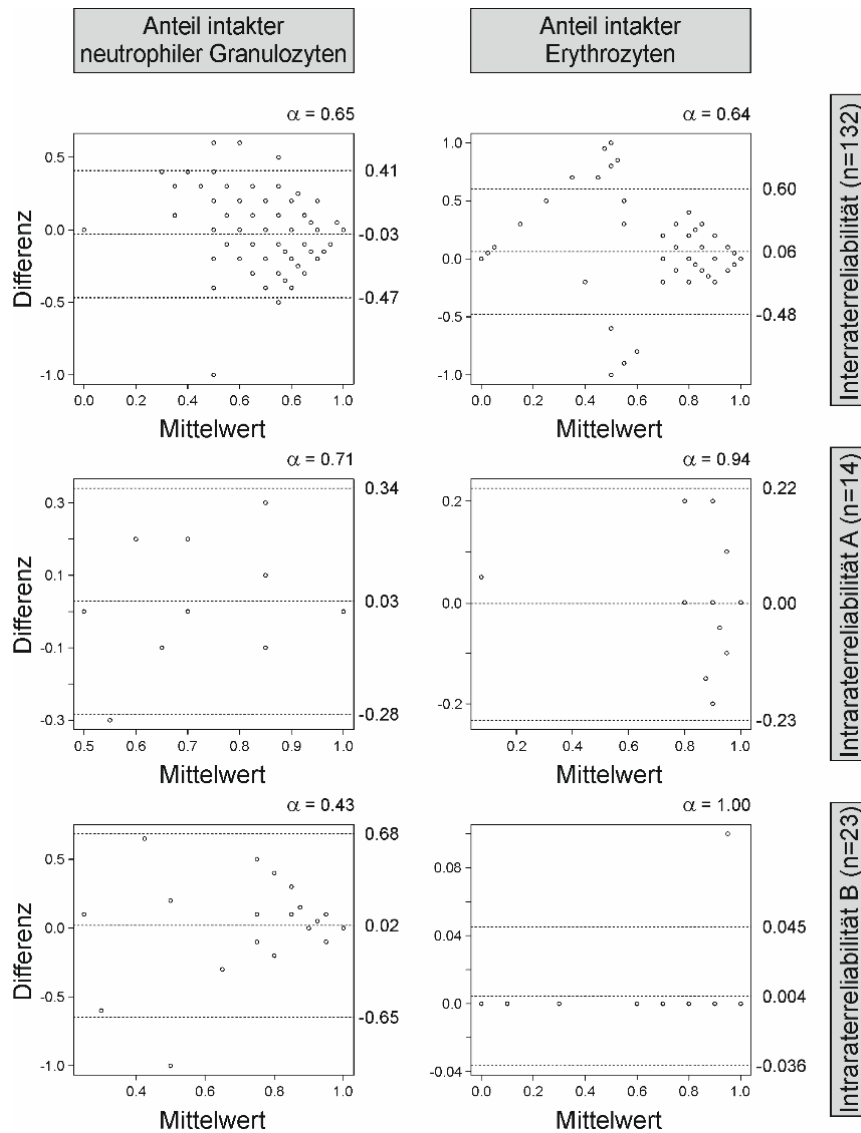 Anteil intakter
neutrophiler Granulozyten
Anteil intakter
Erythrozyten
α = 0.65
Differenz
0.5
0.0
-0.5
-1.0
0.41
-0.03
-0.47
0.0 0.2 0.4 0.6 0.8 1.0
Mittelwert
α = 0.64
1.0
0.5
0.0
-0.5
-1.0
0.60
0.06
-0.48
0.0 0.2 0.4 0.6 0.8 1.0
Mittelwert
Interraterreliabilität (n=132)
α = 0.71
Differenz
0.3
0.1
-0.1
-0.3
0.34
0.03
-0.28
0.5 0.6 0.7 0.8 0.9 1.0
Mittelwert
α = 0.94
0.2
0.0
-0.2
0.22
0.00
-0.23
0.2 0.4 0.6 0.8 1.0
Mittelwert
Intraraterreliabilität A (n=14)
α = 0.43
Differenz
0.5
0.0
-0.5
-1.0
0.68
0.02
-0.65
0.4 0.6 0.8 1.0
Mittelwert
α = 1.00
0.08
0.04
0.0
-0.04
0.045
0.004
-0.036
0.0 0.2 0.4 0.6 0.8 1.0
Mittelwert
Intraraterreliabilität B (n=23)